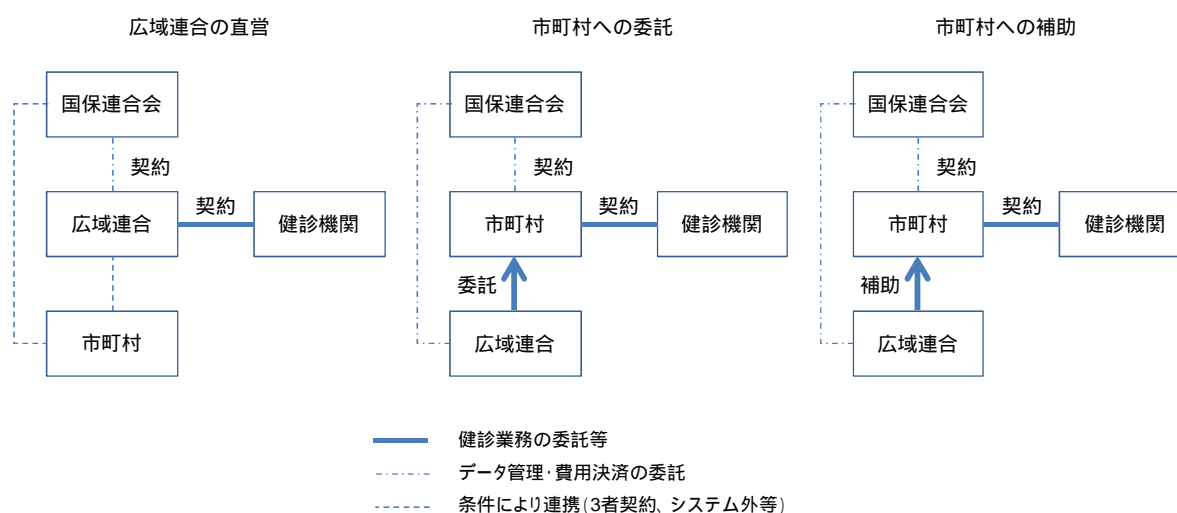 広域連合の直営
国保連合会
契約
広域連合
契約
健診機関
市町村
市町村への委託
国保連合会
契約
市町村
契約
健診機関
委託
広域連合
市町村への補助
国保連合会
契約
市町村
契約
健診機関
補助
広域連合
健診業務の委託等
データ管理・費用決済の委託
条件により連携(3者契約、システム外等)